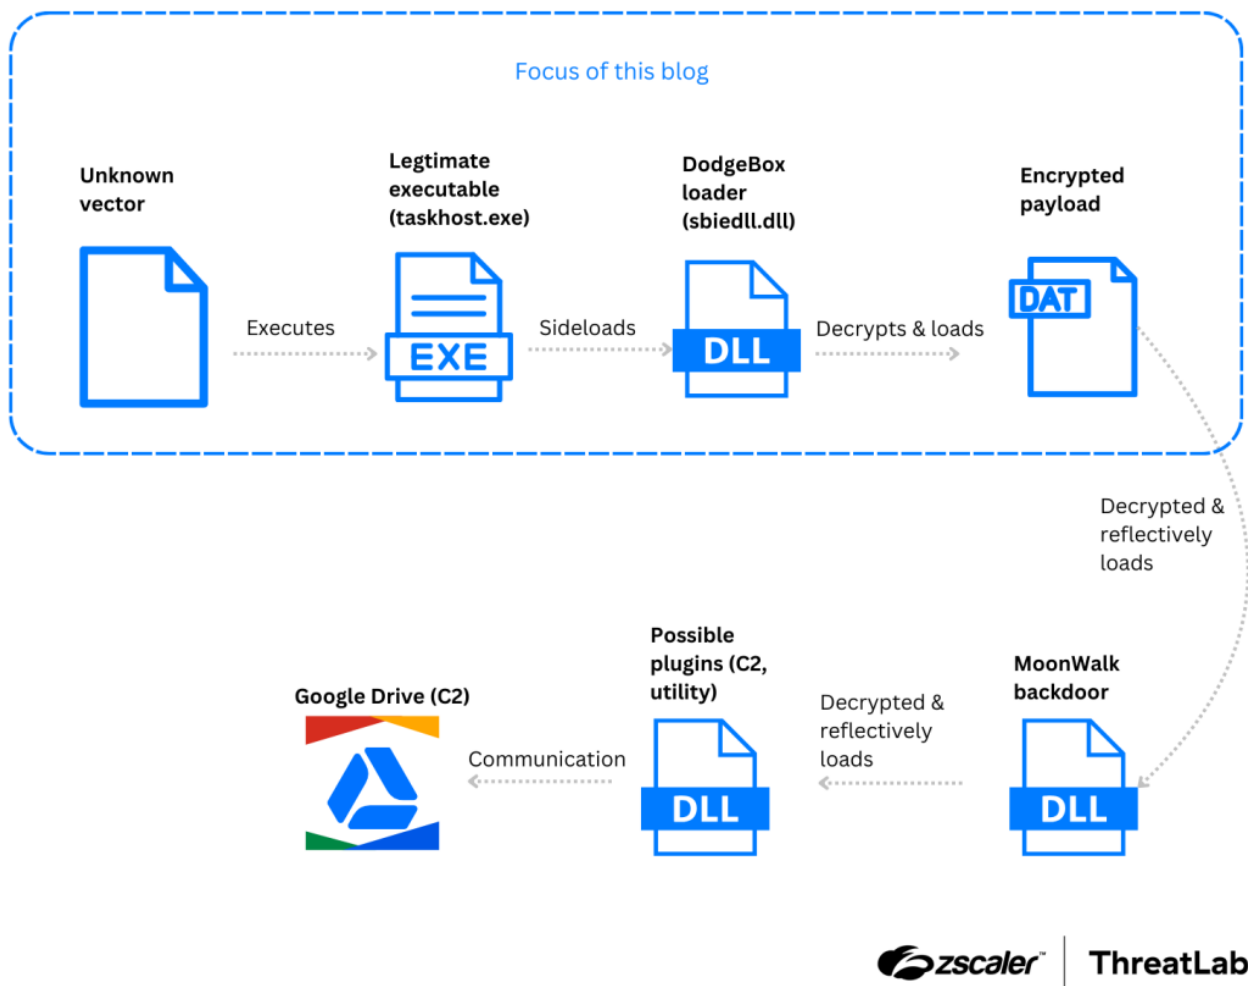 Focus of this blog
Unknown
vector
Legtimate
executable
(taskhost.exe)
DodgeBox
loader
(sbiedll.dll)
Encrypted
payload
Executes
EXE
Sideloads
DLL
Decrypts & loads
DAT
Decrypted &
reflectively
loads
MoonWalk
backdoor
DLL
Decrypted &
reflectively
loads
Possible
plugins (C2,
utility)
DLL
Communication
Google Drive (C2)
zscaler™
ThreatLab